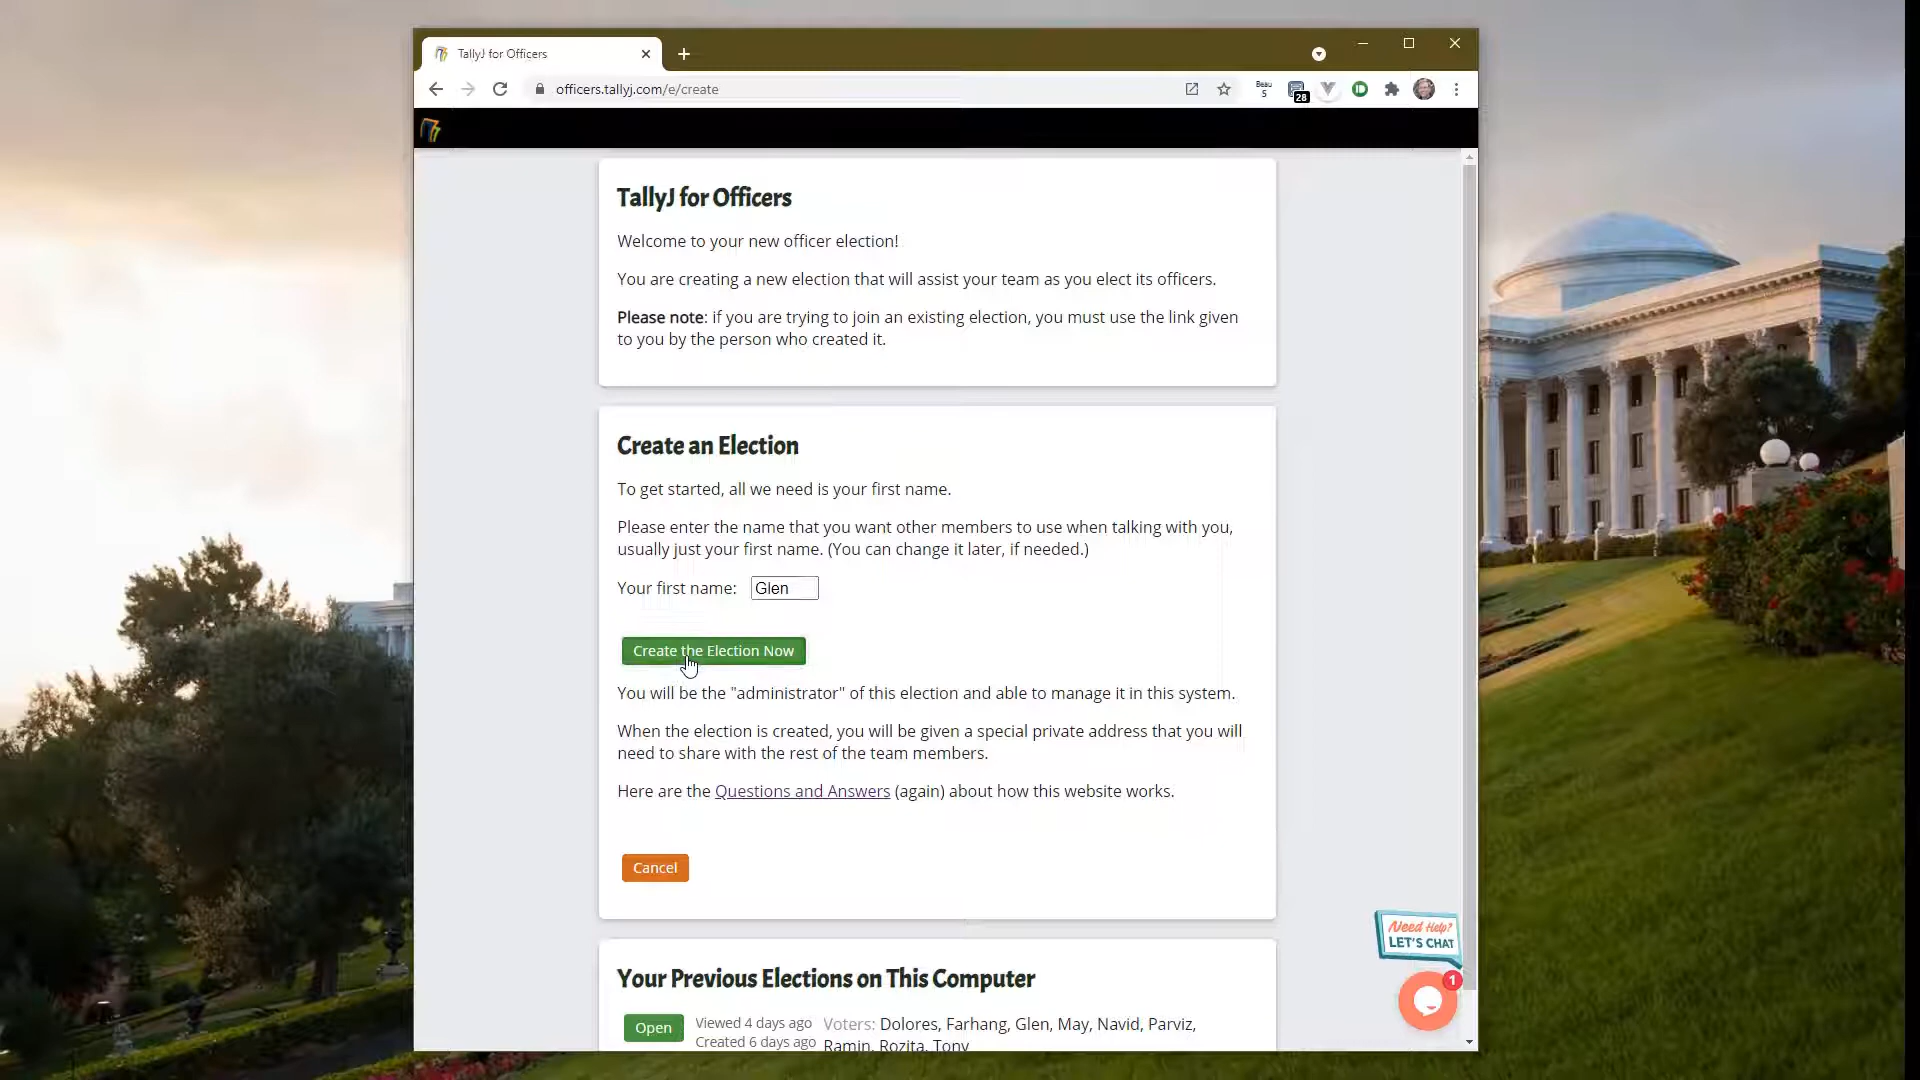 TallyJ for Officers
officers.tallyj.com/e/create
Beau
5
28
TallyJ for Officers
Welcome to your new officer election!
You are creating a new election that will assist your team as you elect its officers.
Please note: if you are trying to join an existing election, you must use the link given
to you by the person who created it.
Create an Election
To get started, all we need is your first name.
Please enter the name that you want other members to use when talking with you,
usually just your first name. (You can change it later, if needed.)
Your first name: Glen
Create the Election Now
You will be the "administrator" of this election and able to manage it in this system.
When the election is created, you will be given a special private address that you will
need to share with the rest of the team members.
Here are the Questions and Answers (again) about how this website works.
Cancel
Need Help?
LET'S CHAT
1
Your Previous Elections on This Computer
Open
Viewed 4 days ago
Created 6 days ago
Voters: Dolores, Farhang, Glen, May, Navid, Parviz,
Ramin, Rozita, Tony